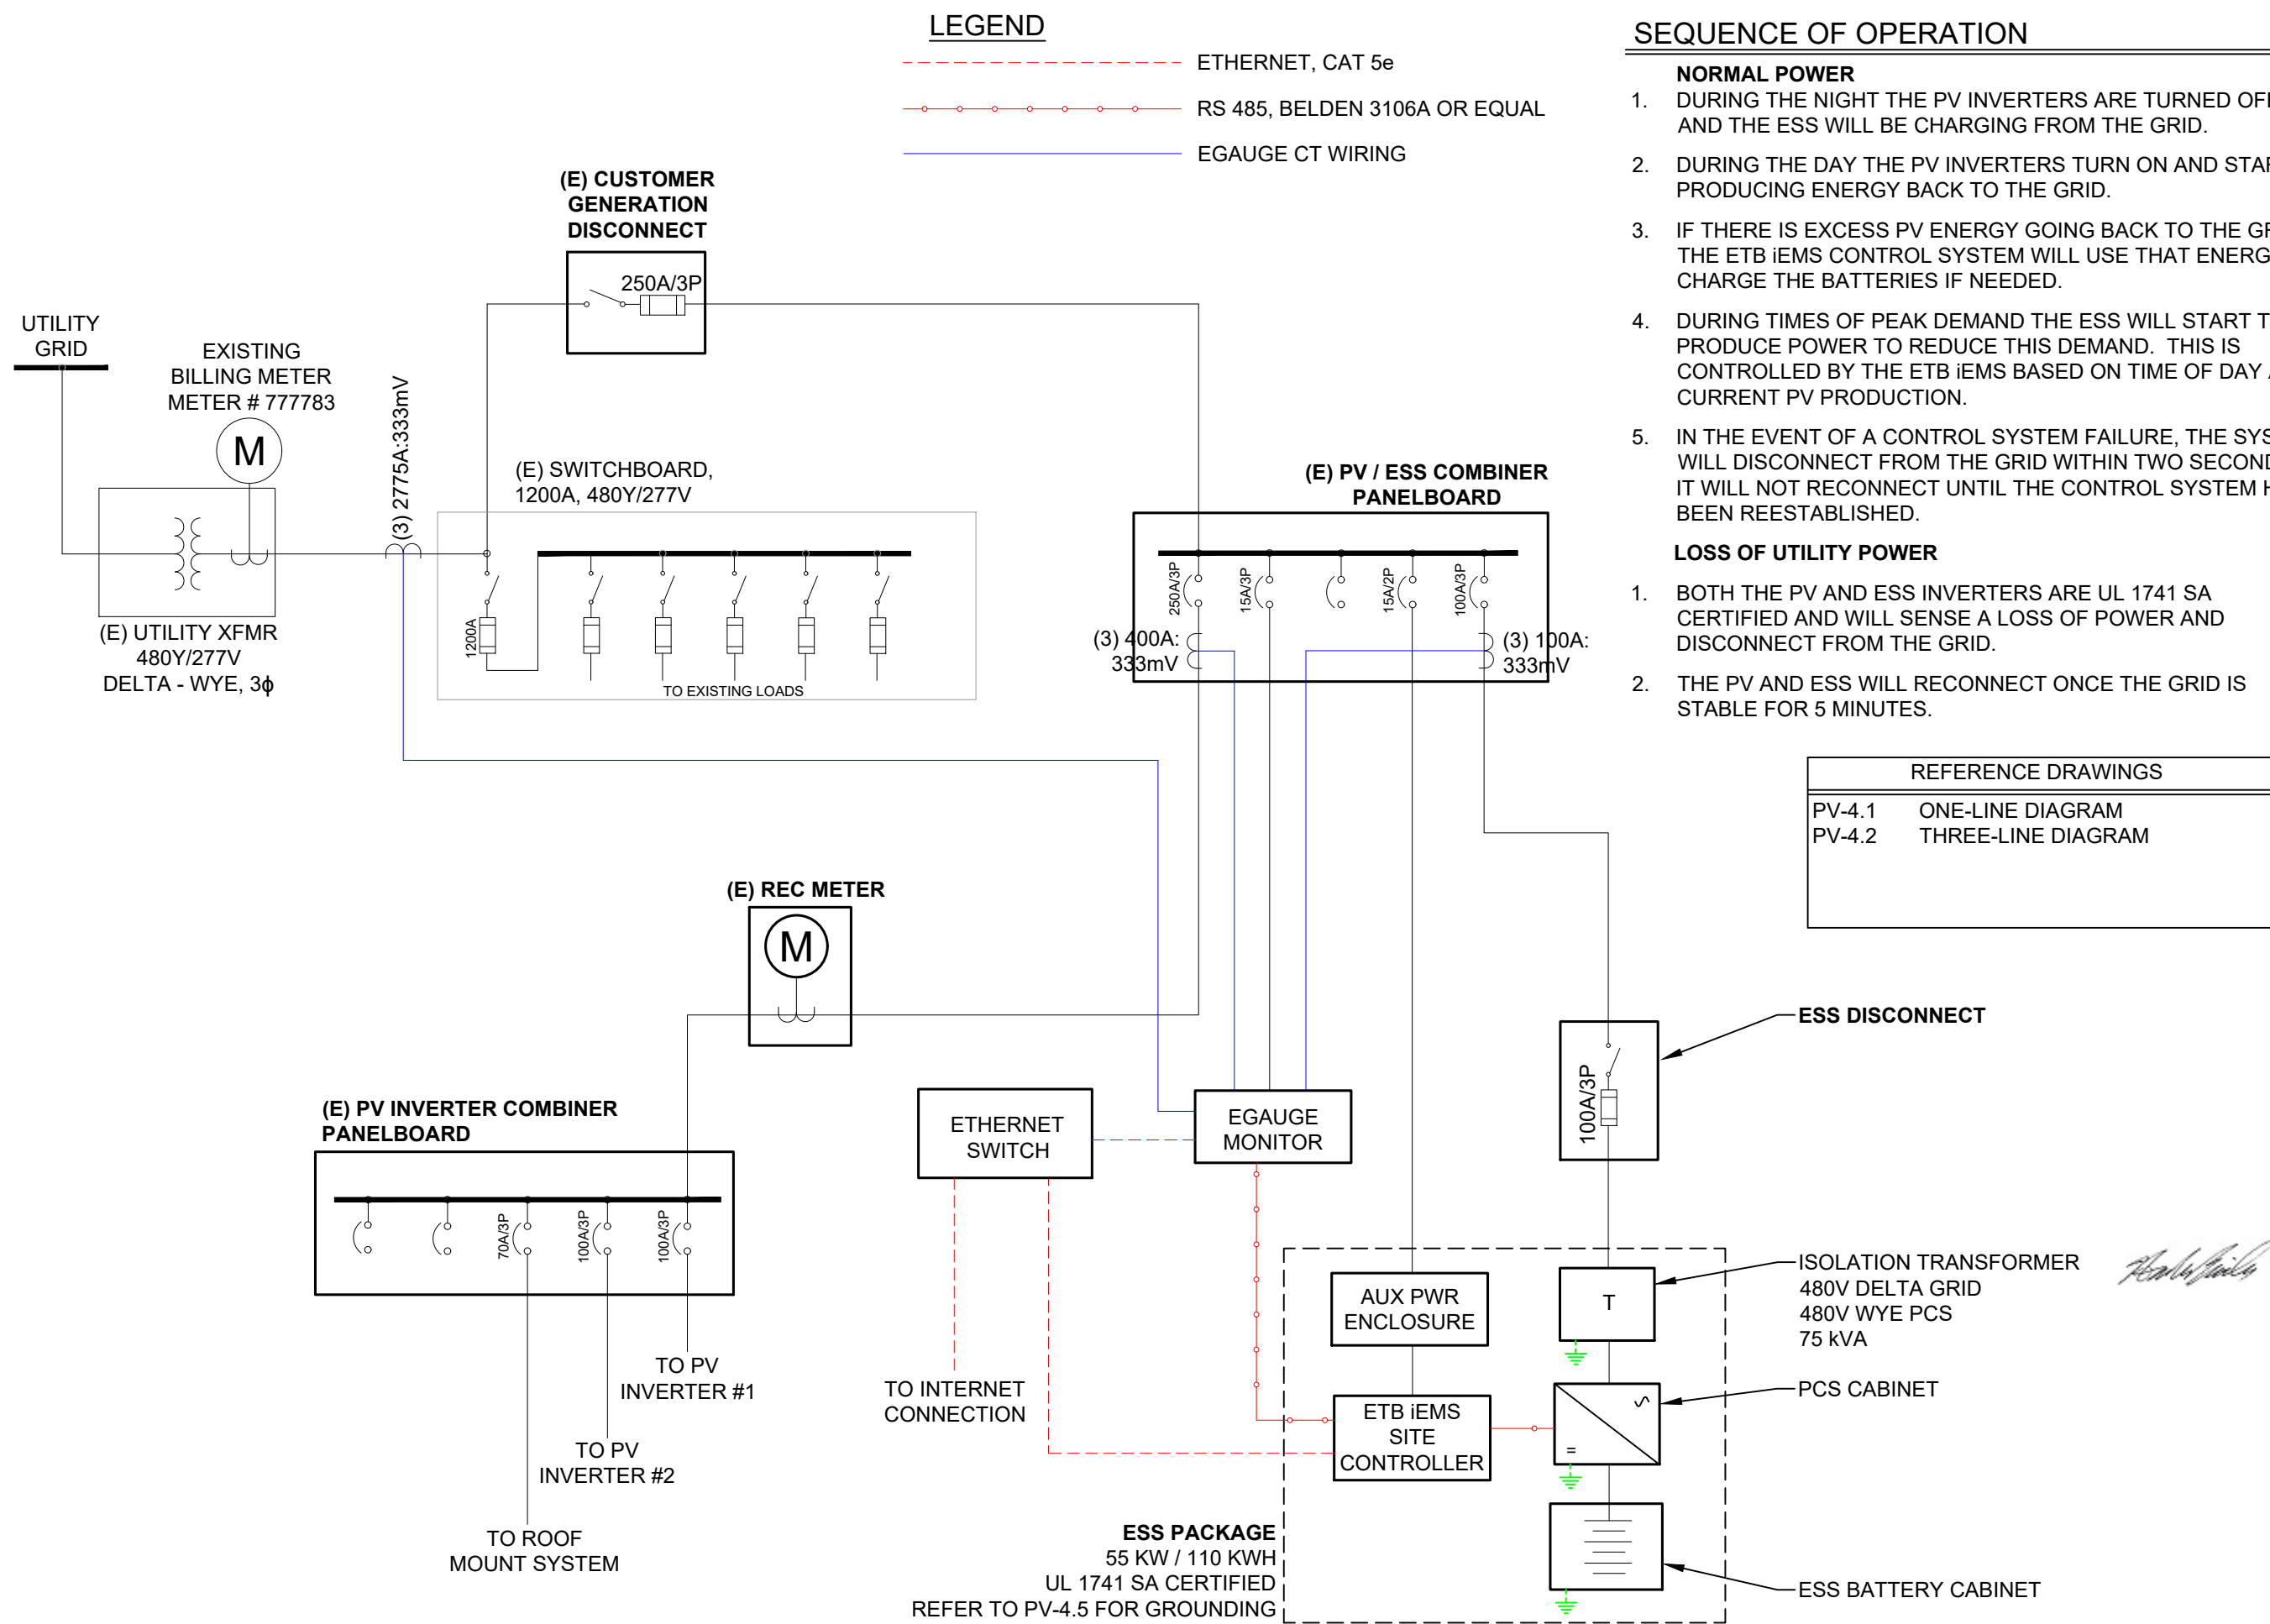 LEGEND
ETHERNET, CAT 5e
RS 485, BELDEN 3106A OR EQUAL
EGAUGE CT WIRING
SEQUENCE OF OPERATION
NORMAL POWER
1. DURING THE NIGHT THE PV INVERTERS ARE TURNED OF
AND THE ESS WILL BE CHARGING FROM THE GRID.
2. DURING THE DAY THE PV INVERTERS TURN ON AND STA
PRODUCING ENERGY BACK TO THE GRID.
3. IF THERE IS EXCESS PV ENERGY GOING BACK TO THE G
THE ETB iEMS CONTROL SYSTEM WILL USE THAT ENERG
CHARGE THE BATTERIES IF NEEDED.
4. DURING TIMES OF PEAK DEMAND THE ESS WILL START T
PRODUCE POWER TO REDUCE THIS DEMAND. THIS IS
CONTROLLED BY THE ETB iEMS BASED ON TIME OF DAY
CURRENT PV PRODUCTION.
5. IN THE EVENT OF A CONTROL SYSTEM FAILURE, THE SYS
WILL DISCONNECT FROM THE GRID WITHIN TWO SECOND
IT WILL NOT RECONNECT UNTIL THE CONTROL SYSTEM H
BEEN REESTABLISHED.
LOSS OF UTILITY POWER
1. BOTH THE PV AND ESS INVERTERS ARE UL 1741 SA
CERTIFIED AND WILL SENSE A LOSS OF POWER AND
DISCONNECT FROM THE GRID.
2. THE PV AND ESS WILL RECONNECT ONCE THE GRID IS
STABLE FOR 5 MINUTES.
REFERENCE DRAWINGS
PV-4.1 ONE-LINE DIAGRAM
PV-4.2 THREE-LINE DIAGRAM
(E) CUSTOMER
GENERATION
DISCONNECT
250A/3P
UTILITY
GRID
EXISTING
BILLING METER
METER # 777783
M
(3) 2775A:333mV
(E) UTILITY XFMR
480Y/277V
DELTA - WYE, 3ϕ
(E) SWITCHBOARD,
1200A, 480Y/277V
1200A
TO EXISTING LOADS
(E) PV / ESS COMBINER
PANELBOARD
250A/3P
15A/3P
15A/2P
100A/3P
(3) 400A:
333mV
(3) 100A:
333mV
(E) REC METER
M
(E) PV INVERTER COMBINER
PANELBOARD
70A/3P
100A/3P
100A/3P
TO PV
INVERTER #1
TO PV
INVERTER #2
TO ROOF
MOUNT SYSTEM
ETHERNET
SWITCH
EGAUGE
MONITOR
TO INTERNET
CONNECTION
ESS DISCONNECT
100A/3P
AUX PWR
ENCLOSURE
T
ISOLATION TRANSFORMER
480V DELTA GRID
480V WYE PCS
75 kVA
ETB iEMS
SITE
CONTROLLER
=
PCS CABINET
ESS BATTERY CABINET
ESS PACKAGE
55 KW / 110 KWH
UL 1741 SA CERTIFIED
REFER TO PV-4.5 FOR GROUNDING